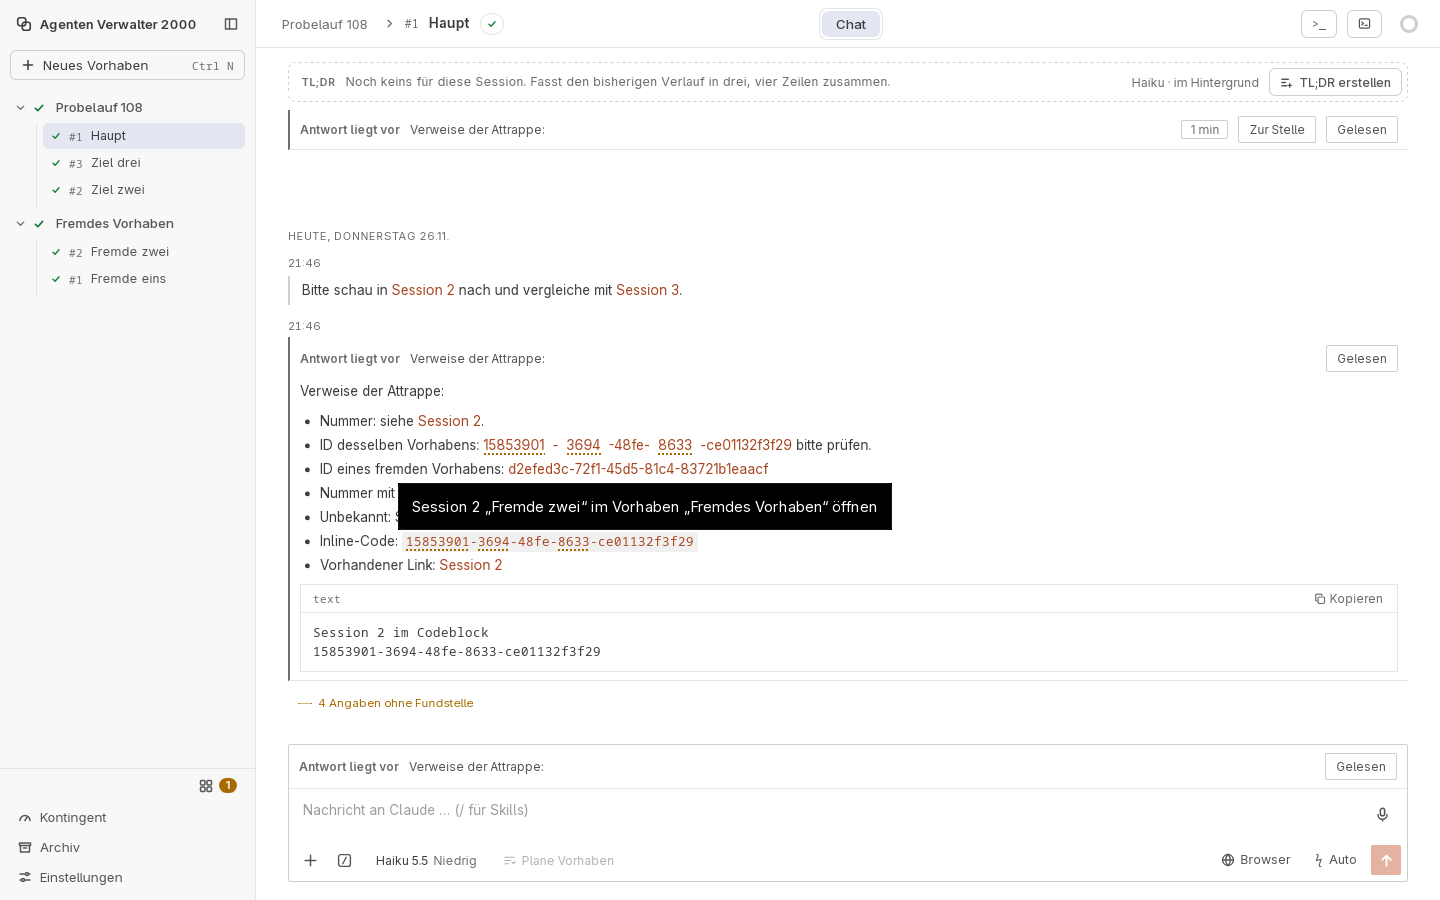 Agenten Verwalter 2000
Neues Vorhaben Ctrl N
Probelauf 108
#1 Haupt
#3 Ziel drei
#2 Ziel zwei
Fremdes Vorhaben
#2 Fremde zwei
#1 Fremde eins
1
Kontingent
Archiv
Einstellungen
Probelauf 108 > #1 Haupt
Chat
>_
TL;DR Noch keins für diese Session. Fasst den bisherigen Verlauf in drei, vier Zeilen zusammen. Haiku · im Hintergrund TL;DR erstellen
Antwort liegt vor Verweise der Attrappe: 1 min Zur Stelle Gelesen
HEUTE, DONNERSTAG 26.11.
21:46
Bitte schau in Session 2 nach und vergleiche mit Session 3.
21:46
Antwort liegt vor Verweise der Attrappe: Gelesen
Verweise der Attrappe:
• Nummer: siehe Session 2.
• ID desselben Vorhabens: 15853901 - 3694 -48fe- 8633 -ce01132f3f29 bitte prüfen.
• ID eines fremden Vorhabens: d2efed3c-72f1-45d5-81c4-83721b1eaacf
• Nummer mit
Session 2 „Fremde zwei“ im Vorhaben „Fremdes Vorhaben“ öffnen
• Unbekannt:
• Inline-Code: 15853901-3694-48fe-8633-ce01132f3f29
• Vorhandener Link: Session 2
text Kopieren
Session 2 im Codeblock
15853901-3694-48fe-8633-ce01132f3f29
4 Angaben ohne Fundstelle
Antwort liegt vor Verweise der Attrappe: Gelesen
Nachricht an Claude … (/ für Skills)
Haiku 5.5 Niedrig Plane Vorhaben Browser Auto